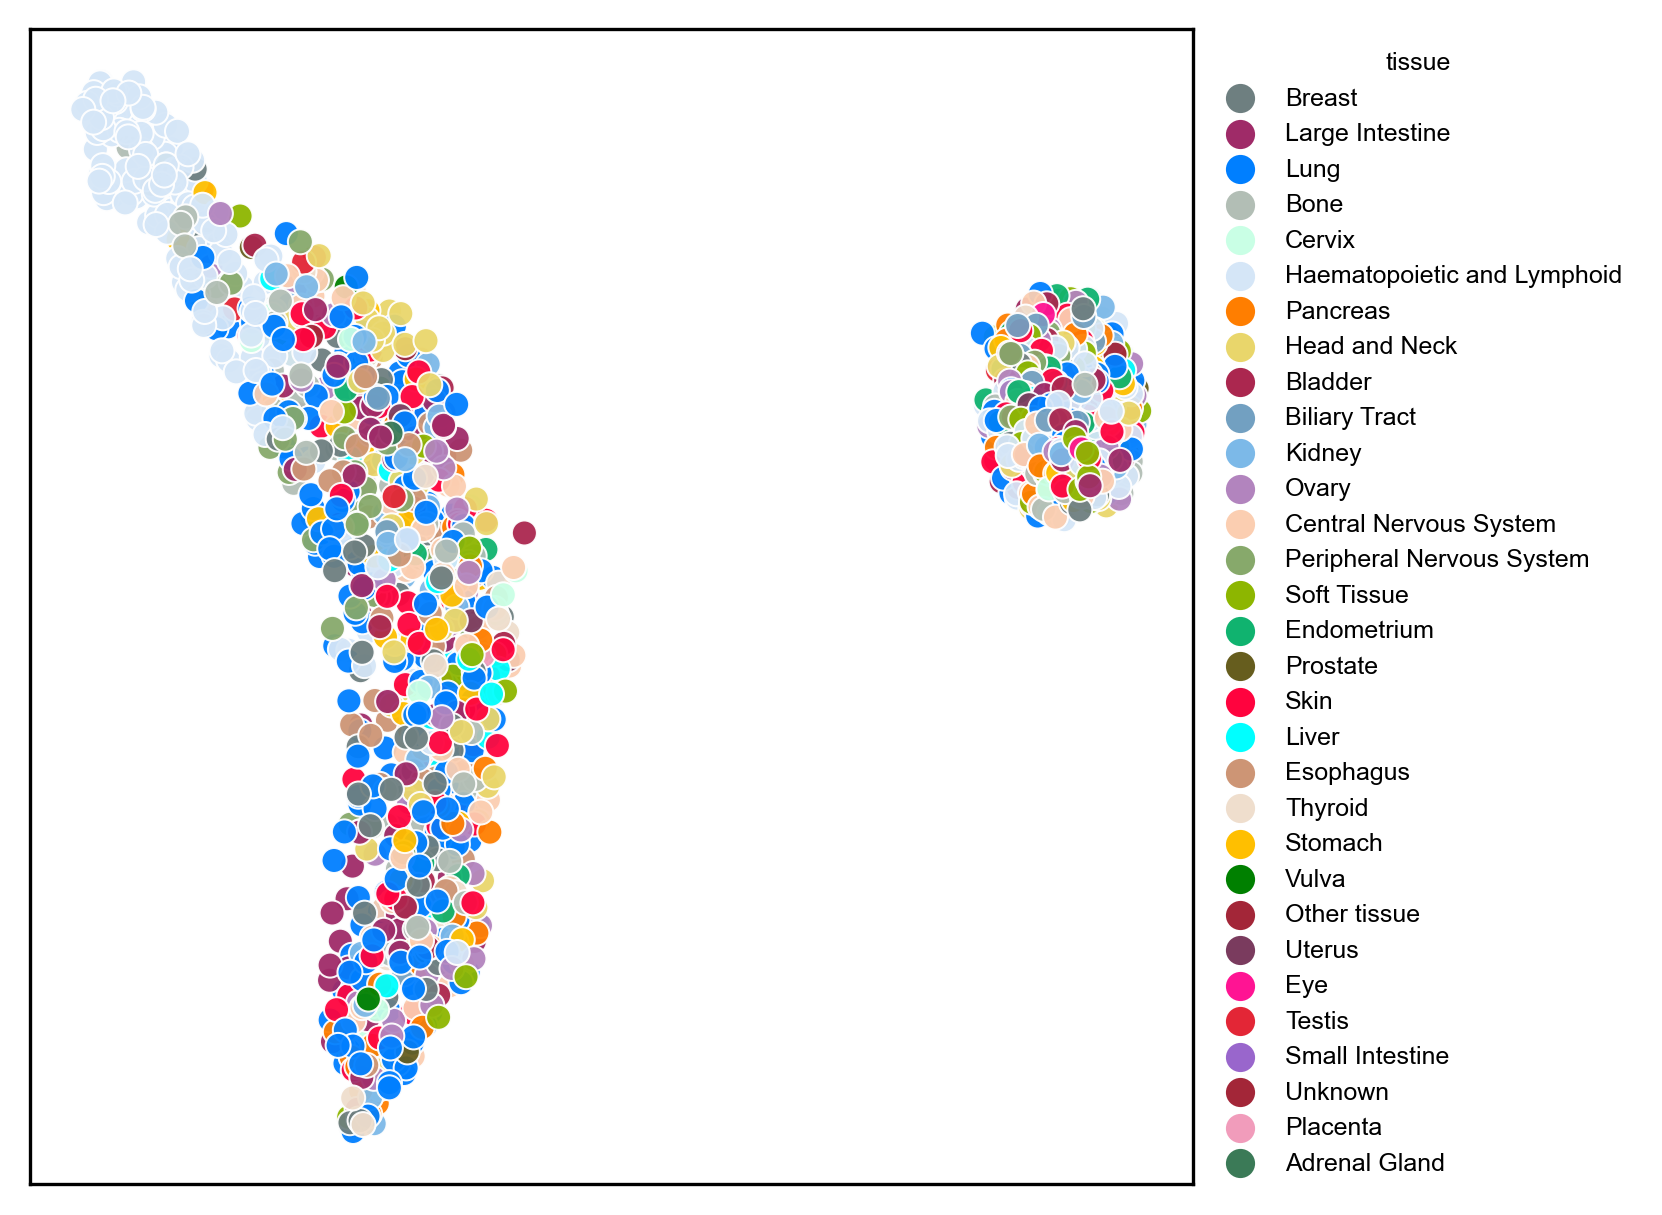 tissue
Breast
Large Intestine
Lung
Bone
Cervix
Haematopoietic and Lymphoid
Pancreas
Head and Neck
Bladder
Biliary Tract
Kidney
Ovary
Central Nervous System
Peripheral Nervous System
Soft Tissue
Endometrium
Prostate
Skin
Liver
Esophagus
Thyroid
Stomach
Vulva
Other tissue
Uterus
Eye
Testis
Small Intestine
Unknown
Placenta
Adrenal Gland